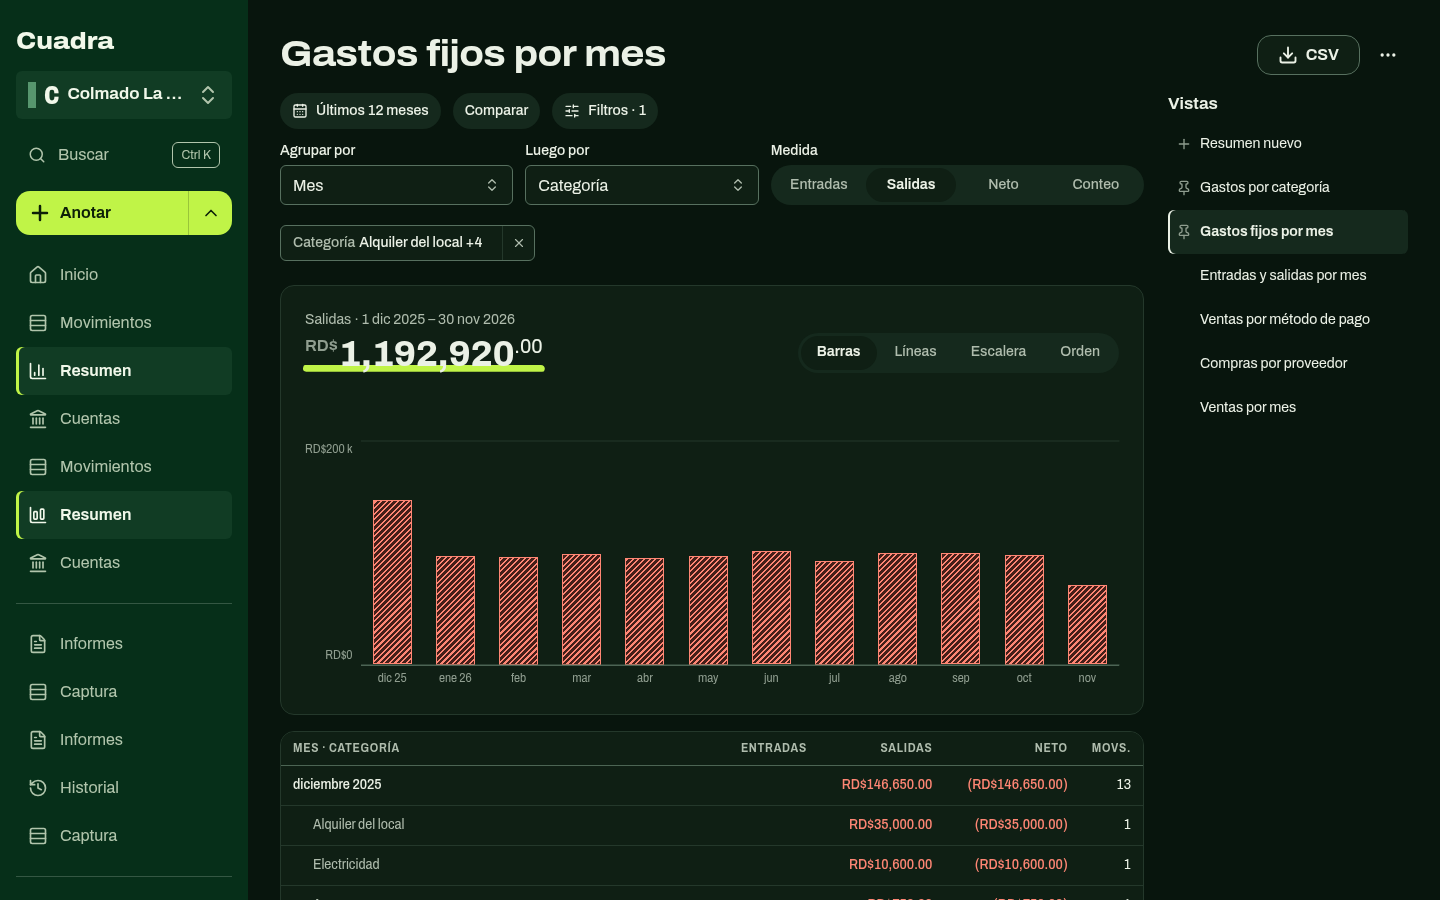 Cuadra
C Colmado La ...
Buscar
Ctrl K
Anotar
Inicio
Movimientos
Resumen
Cuentas
Movimientos
Resumen
Cuentas
Informes
Captura
Informes
Historial
Captura
Gastos fijos por mes
CSV
Últimos 12 meses
Comparar
Filtros · 1
Agrupar por
Luego por
Medida
Mes
Categoría
Entradas
Salidas
Neto
Conteo
Categoría Alquiler del local +4
Salidas · 1 dic 2025 – 30 nov 2026
RD$1,192,920.00
Barras
Líneas
Escalera
Orden
RD$200 k
RD$0
dic 25
ene 26
feb
mar
abr
may
jun
jul
ago
sep
oct
nov
MES · CATEGORÍA ENTRADAS SALIDAS NETO MOVS.
diciembre 2025 RD$146,650.00 (RD$146,650.00) 13
Alquiler del local RD$35,000.00 (RD$35,000.00) 1
Electricidad RD$10,600.00 (RD$10,600.00) 1
Vistas
Resumen nuevo
Gastos por categoría
Gastos fijos por mes
Entradas y salidas por mes
Ventas por método de pago
Compras por proveedor
Ventas por mes